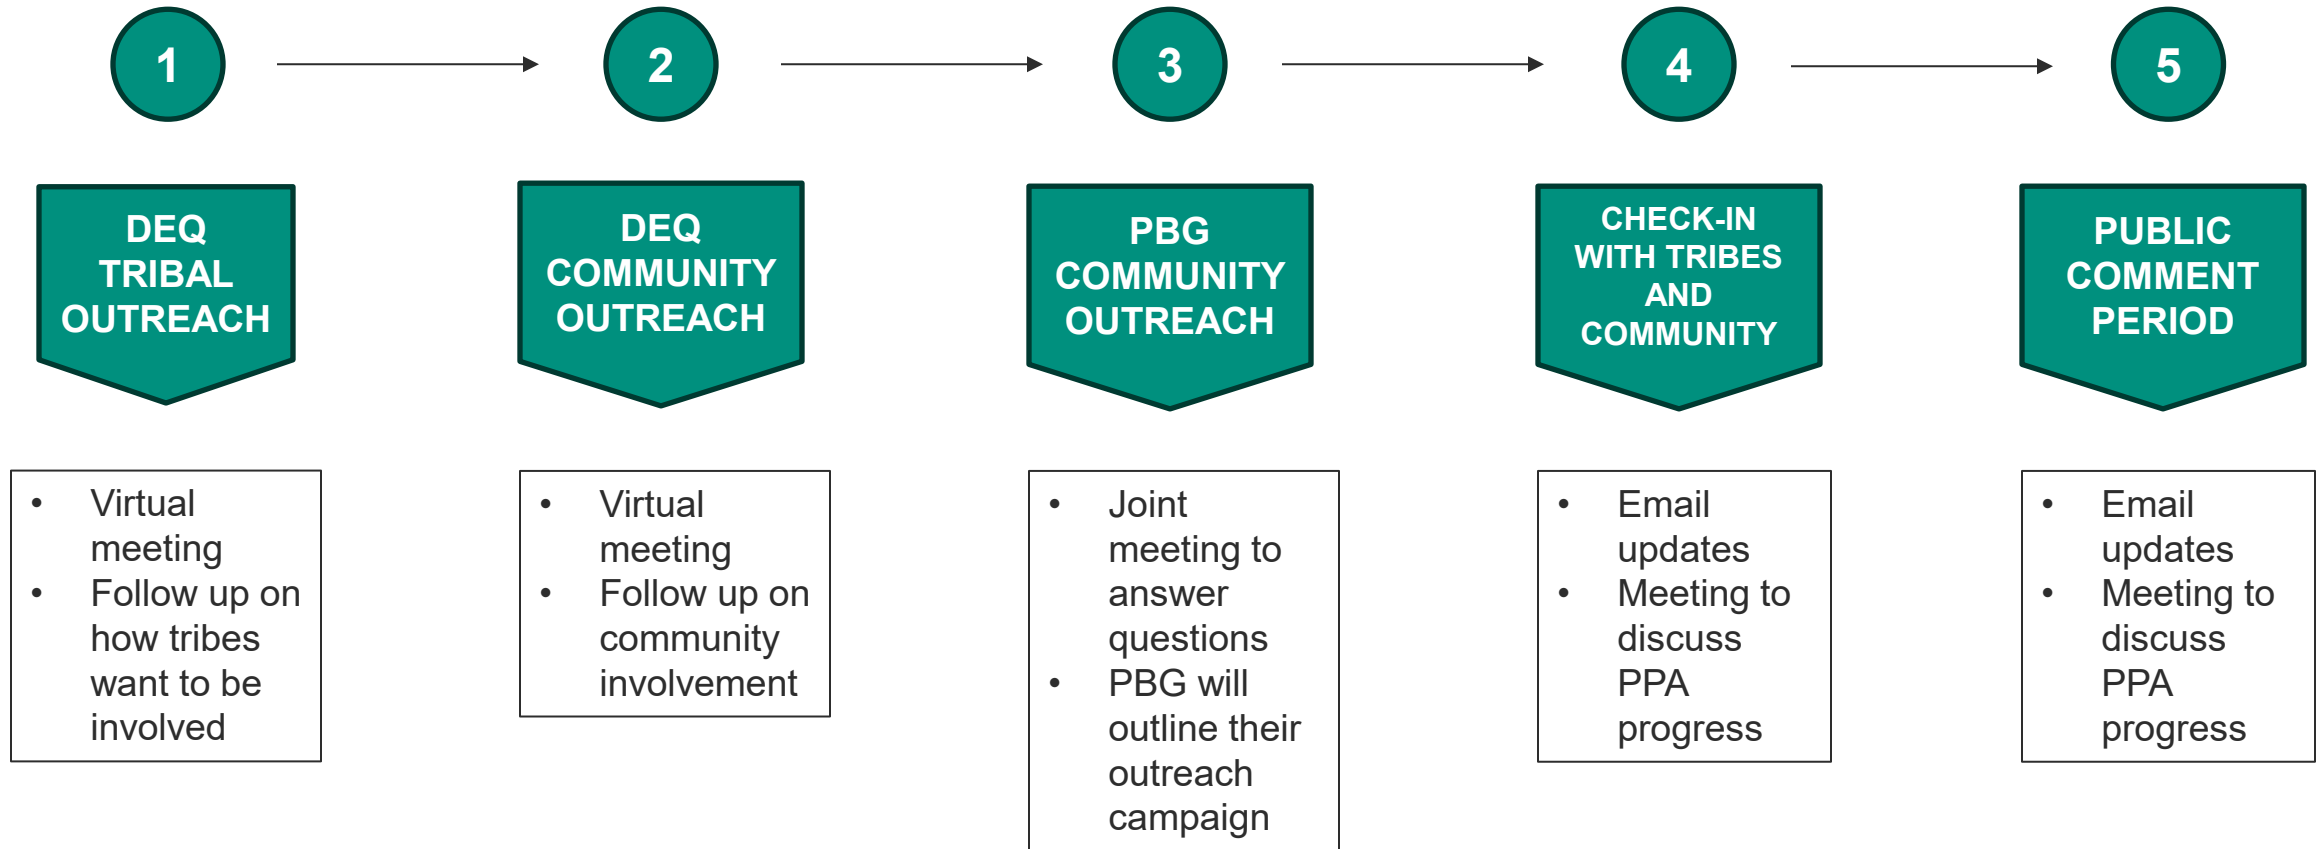 1
2
3
4
5
DEQ
TRIBAL
OUTREACH
DEQ
COMMUNITY
OUTREACH
PBG
COMMUNITY
OUTREACH
CHECK-IN
WITH TRIBES
AND
COMMUNITY
PUBLIC
COMMENT
PERIOD
• Virtual
meeting
• Follow up on
how tribes
want to be
involved
• Virtual
meeting
• Follow up on
community
involvement
• Joint
meeting to
answer
questions
• PBG will
outline their
outreach
campaign
• Email
updates
• Meeting to
discuss
PPA
progress
• Email
updates
• Meeting to
discuss
PPA
progress